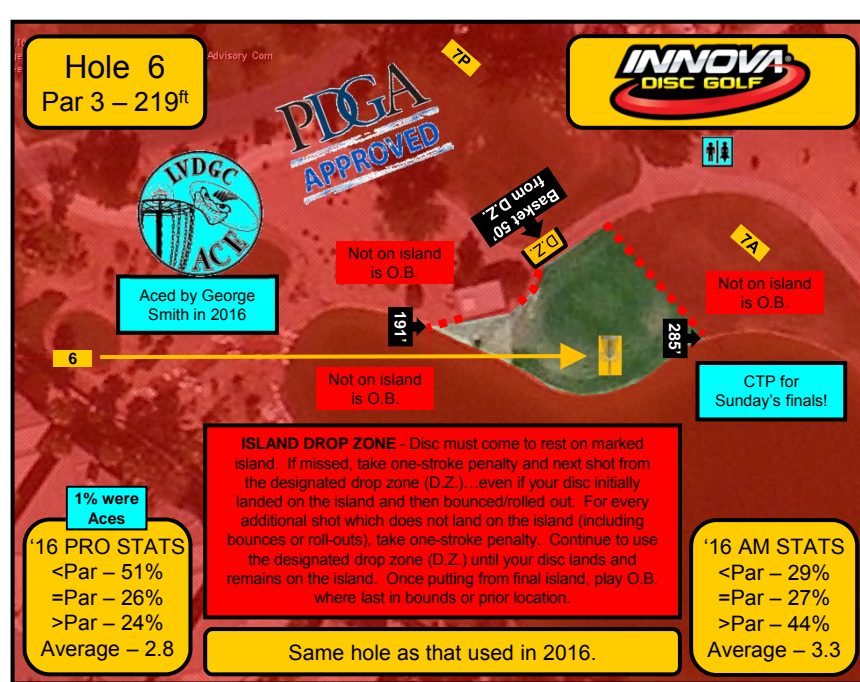 Hole 6
Par 3 – 219ft
Advisory Com
7P
INNOVA
DISC GOLF
PDGA
APPROVED
LVDGC
ACE
Basket 50'
from D.Z.
D.Z.
7A
Not on island
is O.B.
Not on island
is O.B.
Aced by George
Smith in 2016
191'
285'
6
Not on island
is O.B.
CTP for
Sunday's finals!
ISLAND DROP ZONE - Disc must come to rest on marked
island. If missed, take one-stroke penalty and next shot from
the designated drop zone (D.Z.)…even if your disc initially
landed on the island and then bounced/rolled out. For every
additional shot which does not land on the island (including
bounces or roll-outs), take one-stroke penalty. Continue to use
the designated drop zone (D.Z.) until your disc lands and
remains on the island. Once putting from final island, play O.B.
where last in bounds or prior location.
1% were
Aces
'16 PRO STATS
<Par – 51%
=Par – 26%
>Par – 24%
Average – 2.8
'16 AM STATS
<Par – 29%
=Par – 27%
>Par – 44%
Average – 3.3
Same hole as that used in 2016.